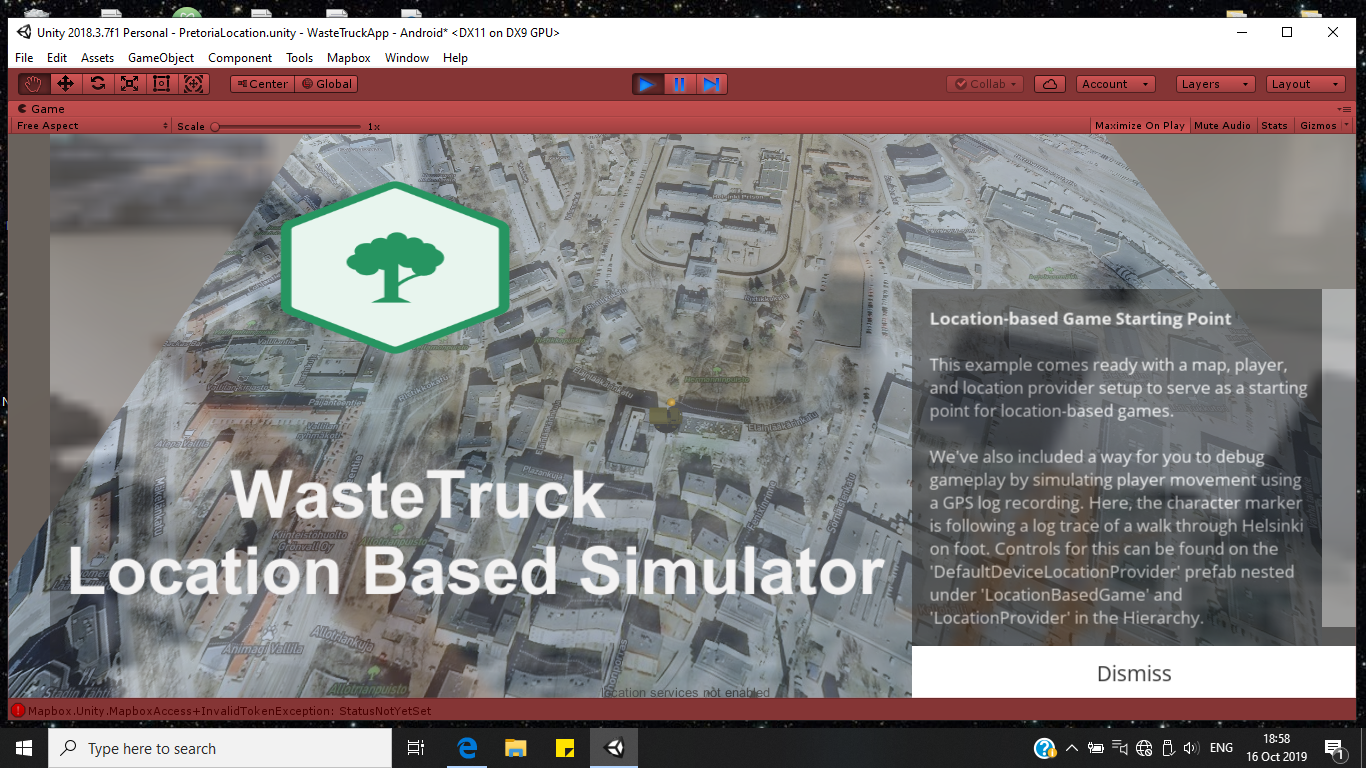 Unity 2018.3.7f1 Personal - PretoriaLocation.unity - WasteTruckApp - Android* <DX11 on DX9 GPU>
File Edit Assets GameObject Component Tools Mapbox Window Help
Center Global Collab Account Layers Layout
Game
Free Aspect Scale 1x Maximize On Play Mute Audio Stats Gizmos
Helsinki Prison
WasteTruck
Location Based Simulator
Location-based Game Starting Point
This example comes ready with a map, player,
and location provider setup to serve as a starting
point for location-based games.
We've also included a way for you to debug
gameplay by simulating player movement using
a GPS log recording. Here, the character marker
is following a log trace of a walk through Helsinki
on foot. Controls for this can be found on the
'DefaultDeviceLocationProvider' prefab nested
under 'LocationBasedGame' and
'LocationProvider' in the Hierarchy.
Dismiss
Allotriankuja
Animagi Vallila
Allotrianpuisto
location services not enabled
Mapbox.Unity.MapboxAccess+InvalidTokenException: StatusNotYetSet
Type here to search
ENG
18:58
16 Oct 2019
1